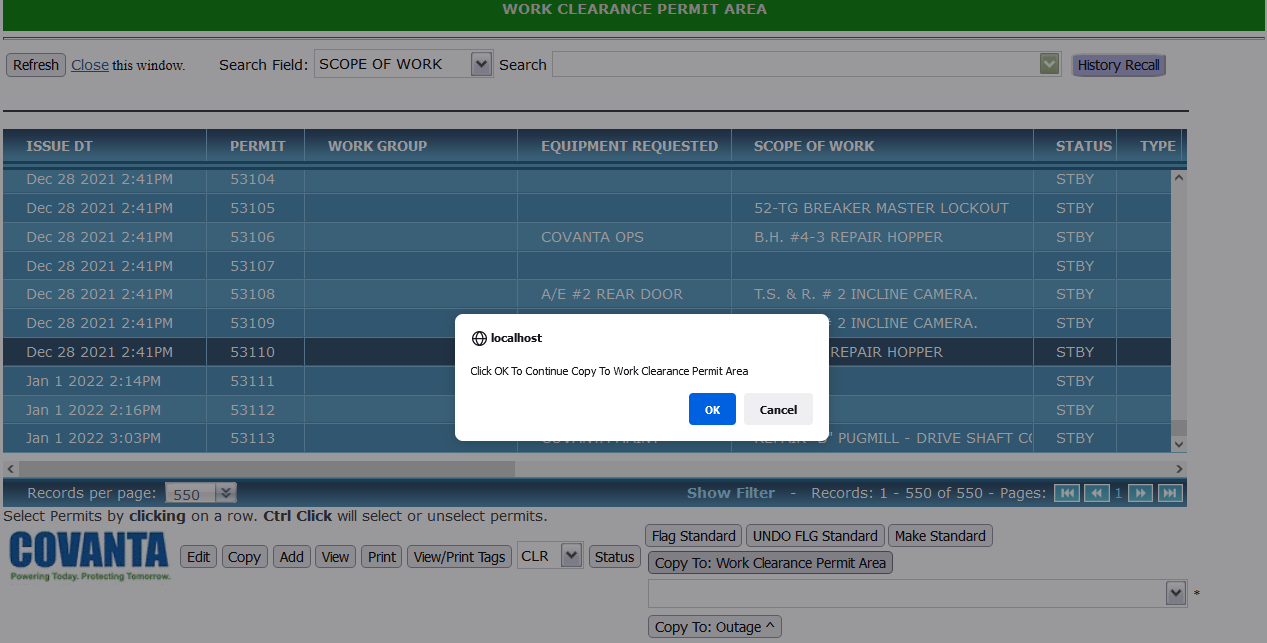 WORK CLEARANCE PERMIT AREA
Refresh Close this window. Search Field: SCOPE OF WORK Search History Recall
ISSUE DT PERMIT WORK GROUP EQUIPMENT REQUESTED SCOPE OF WORK STATUS TYPE
Dec 28 2021 2:41PM 53104 STBY
Dec 28 2021 2:41PM 53105 52-TG BREAKER MASTER LOCKOUT STBY
Dec 28 2021 2:41PM 53106 COVANTA OPS B.H. #4-3 REPAIR HOPPER STBY
Dec 28 2021 2:41PM 53107 STBY
Dec 28 2021 2:41PM 53108 A/E #2 REAR DOOR T.S. & R. # 2 INCLINE CAMERA. STBY
Dec 28 2021 2:41PM 53109 2 INCLINE CAMERA. STBY
Dec 28 2021 2:41PM 53110 REPAIR HOPPER STBY
Jan 1 2022 2:14PM 53111 STBY
Jan 1 2022 2:16PM 53112 STBY
Jan 1 2022 3:03PM 53113 PUGMILL - DRIVE SHAFT STBY
localhost
Click OK To Continue Copy To Work Clearance Permit Area
OK Cancel
Records per page: 550 Show Filter - Records: 1 - 550 of 550 - Pages: 1
Select Permits by clicking on a row. Ctrl Click will select or unselect permits.
COVANTA
Powering Today. Protecting Tomorrow.
Edit Copy Add View Print View/Print Tags CLR Status
Flag Standard UNDO FLG Standard Make Standard
Copy To: Work Clearance Permit Area
*
Copy To: Outage ^